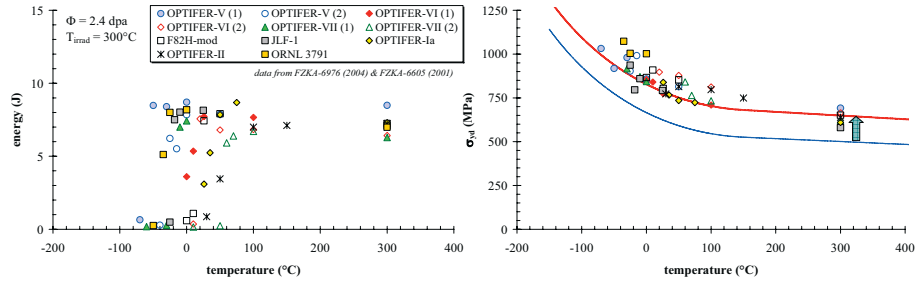 Φ = 2.4 dpa
T_irrad = 300°C
OPTIFER-V (1) OPTIFER-V (2) OPTIFER-VI (1)
OPTIFER-VI (2) OPTIFER-VII (1) OPTIFER-VII (2)
F82H-mod JLF-1 OPTIFER-Ia
OPTIFER-II ORNL 3791
data from FZKA-6976 (2004) & FZKA-6605 (2001)
energy (J)
15
10
5
0
-200 -100 0 100 200 300 400
temperature (°C)
σyd (MPa)
1250
1000
750
500
250
0
-200 -100 0 100 200 300 400
temperature (°C)